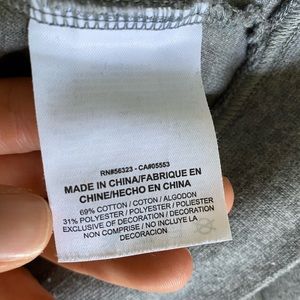 RN#56323 - CA#05553
MADE IN CHINA/FABRIQUE EN
CHINE/HECHO EN CHINA
69% COTTON / COTON / ALGODON
31% POLYESTER / POLYESTER / POLIESTER
EXCLUSIVE OF DECORATION / DECORATION
NON COMPRISE / NO INCLUYE LA
DECORACION